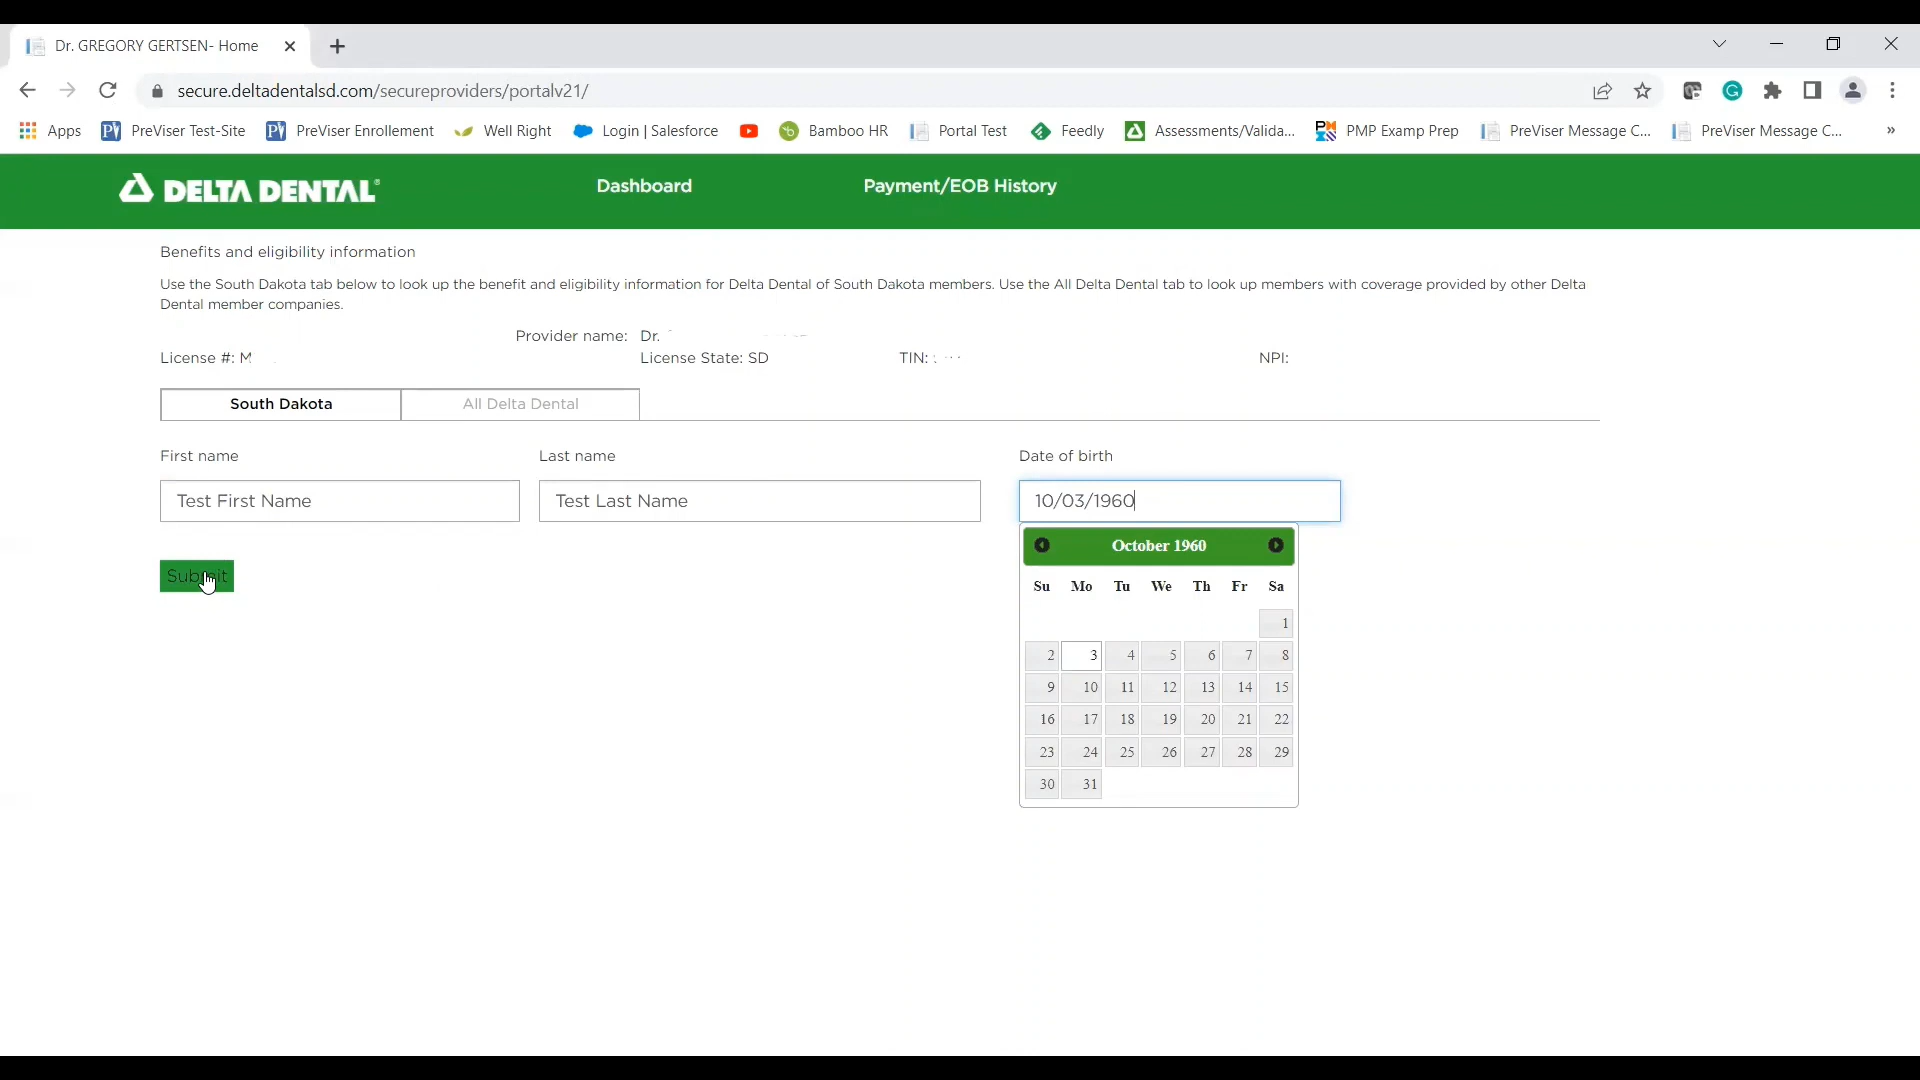 Dr. GREGORY GERTSEN- Home
secure.deltadentalsd.com/secureproviders/portalv21/
Apps PreViser Test-Site PreViser Enrollement Well Right Login | Salesforce Bamboo HR Portal Test Feedly Assessments/Valida... PMP Examp Prep PreViser Message C... PreViser Message C... »
DELTA DENTAL® Dashboard Payment/EOB History
Benefits and eligibility information
Use the South Dakota tab below to look up the benefit and eligibility information for Delta Dental of South Dakota members. Use the All Delta Dental tab to look up members with coverage provided by other Delta
Dental member companies.
Provider name: Dr.
License #: M License State: SD TIN: NPI:
South Dakota All Delta Dental
First name Last name Date of birth
Test First Name Test Last Name 10/03/1960
October 1960
Su Mo Tu We Th Fr Sa
1
2 3 4 5 6 7 8
9 10 11 12 13 14 15
16 17 18 19 20 21 22
23 24 25 26 27 28 29
30 31
Submit